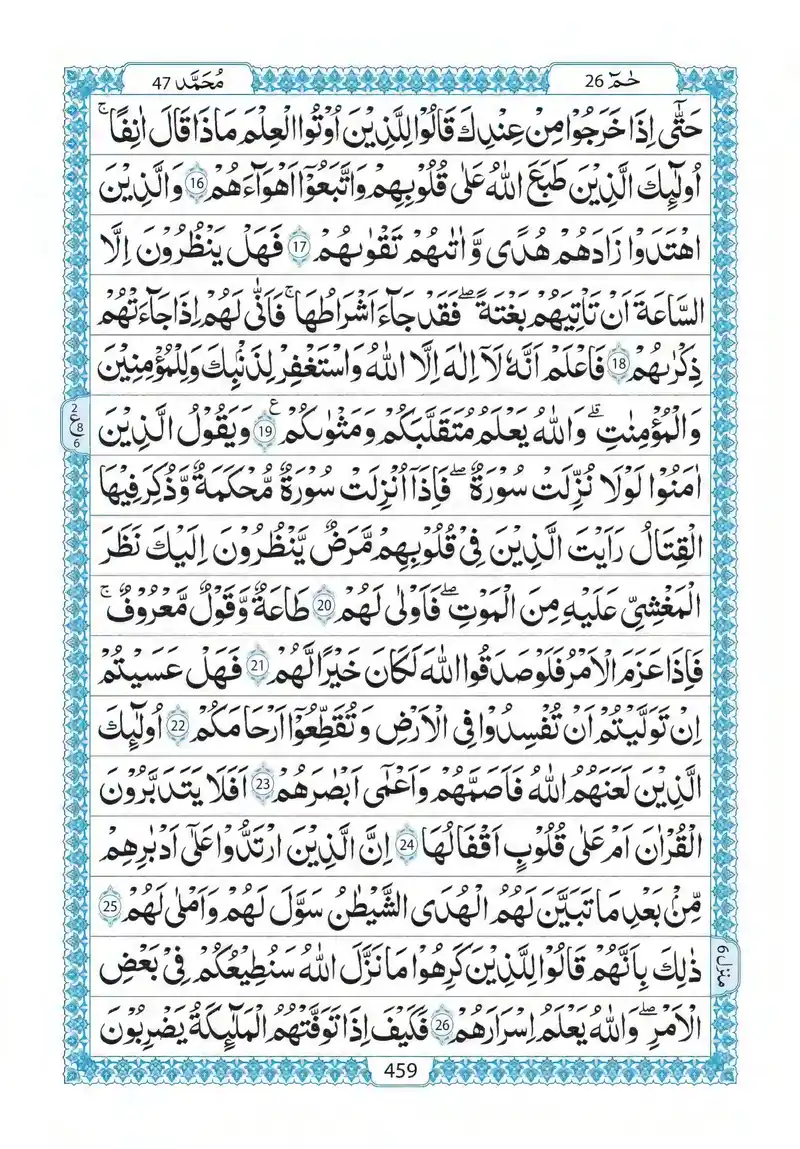 حٰمٓ 26
مُحَمَّد 47
حَتّٰٓى اِذَا خَرَجُوْا مِنْ عِنْدِكَ قَالُوْا لِلَّذِيْنَ اُوْتُوا الْعِلْمَ مَاذَا قَالَ اٰنِفًا ۚ
اُولٰٓئِكَ الَّذِيْنَ طَبَعَ اللّٰهُ عَلٰى قُلُوْبِهِمْ وَاتَّبَعُوْٓا اَهْوَآءَهُمْ 16 وَالَّذِيْنَ
اهْتَدَوْا زَادَهُمْ هُدًى وَّاٰتٰىهُمْ تَقْوٰىهُمْ 17 فَهَلْ يَنْظُرُوْنَ اِلَّا
السَّاعَةَ اَنْ تَاْتِيَهُمْ بَغْتَةً ۖ فَقَدْ جَآءَ اَشْرَاطُهَا ۚ فَاَنّٰى لَهُمْ اِذَا جَآءَتْهُمْ
ذِكْرٰىهُمْ 18 فَاعْلَمْ اَنَّهٗ لَآ اِلٰهَ اِلَّا اللّٰهُ وَاسْتَغْفِرْ لِذَنْۢبِكَ وَلِلْمُؤْمِنِيْنَ
وَالْمُؤْمِنٰتِ ۗ وَاللّٰهُ يَعْلَمُ مُتَقَلَّبَكُمْ وَمَثْوٰىكُمْ 19 ع وَيَقُوْلُ الَّذِيْنَ
2 ع 8 6
اٰمَنُوْا لَوْلَا نُزِّلَتْ سُوْرَةٌ ۖ فَاِذَآ اُنْزِلَتْ سُوْرَةٌ مُّحْكَمَةٌ وَّذُكِرَ فِيْهَا
الْقِتَالُ رَاَيْتَ الَّذِيْنَ فِيْ قُلُوْبِهِمْ مَّرَضٌ يَّنْظُرُوْنَ اِلَيْكَ نَظَرَ
الْمَغْشِيِّ عَلَيْهِ مِنَ الْمَوْتِ ۖ فَاَوْلٰى لَهُمْ 20 طَاعَةٌ وَّقَوْلٌ مَّعْرُوْفٌ ۚ
فَاِذَا عَزَمَ الْاَمْرُ فَلَوْ صَدَقُوا اللّٰهَ لَكَانَ خَيْرًا لَّهُمْ 21 فَهَلْ عَسَيْتُمْ
اِنْ تَوَلَّيْتُمْ اَنْ تُفْسِدُوْا فِي الْاَرْضِ وَتُقَطِّعُوْٓا اَرْحَامَكُمْ 22 اُولٰٓئِكَ
الَّذِيْنَ لَعَنَهُمُ اللّٰهُ فَاَصَمَّهُمْ وَاَعْمٰٓى اَبْصٰرَهُمْ 23 اَفَلَا يَتَدَبَّرُوْنَ
الْقُرْاٰنَ اَمْ عَلٰى قُلُوْبٍ اَقْفَالُهَا 24 اِنَّ الَّذِيْنَ ارْتَدُّوْا عَلٰٓى اَدْبٰرِهِمْ
مِّنْۢ بَعْدِ مَا تَبَيَّنَ لَهُمُ الْهُدَى الشَّيْطٰنُ سَوَّلَ لَهُمْ وَاَمْلٰى لَهُمْ 25
ذٰلِكَ بِاَنَّهُمْ قَالُوْا لِلَّذِيْنَ كَرِهُوْا مَا نَزَّلَ اللّٰهُ سَنُطِيْعُكُمْ فِيْ بَعْضِ
منزل 6
الْاَمْرِ ۖ وَاللّٰهُ يَعْلَمُ اِسْرَارَهُمْ 26 فَكَيْفَ اِذَا تَوَفَّتْهُمُ الْمَلٰٓئِكَةُ يَضْرِبُوْنَ
459